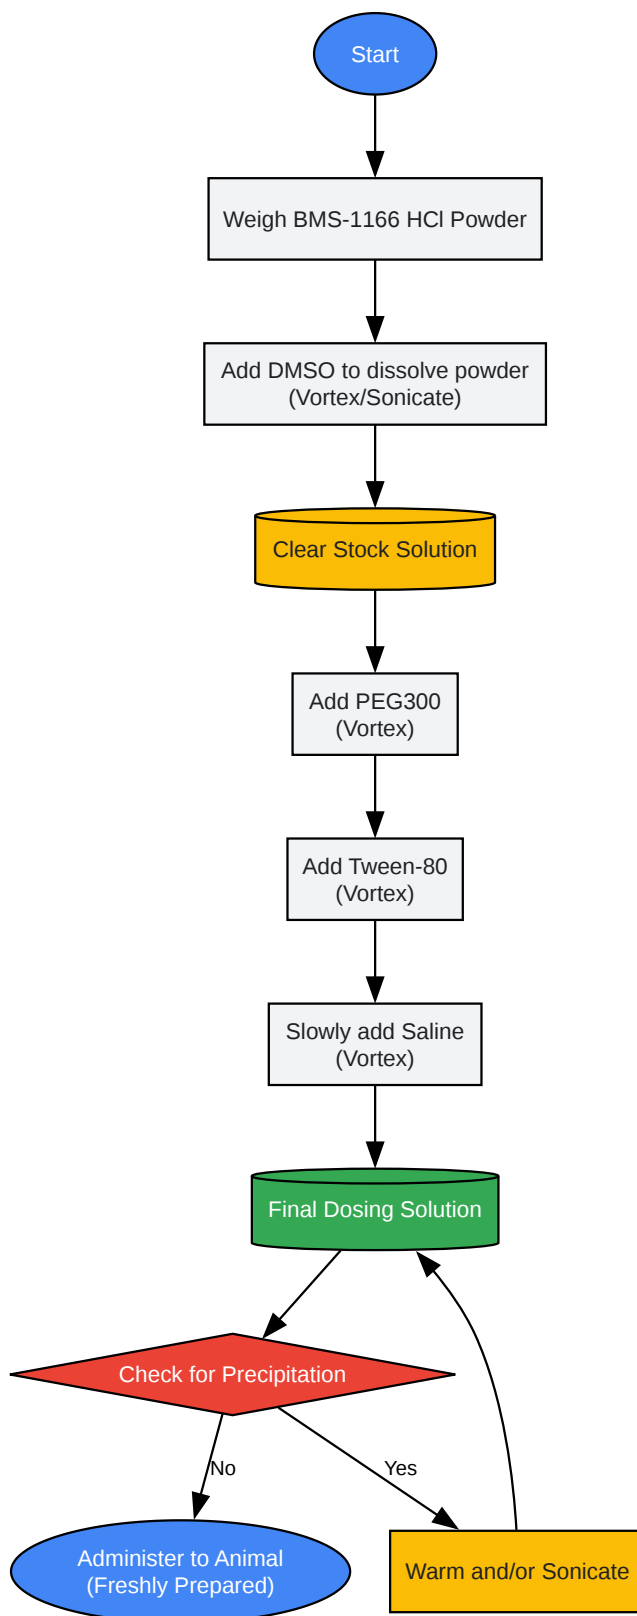 Start
Weigh BMS-1166 HCl Powder
Add DMSO to dissolve powder
(Vortex/Sonicate)
Clear Stock Solution
Add PEG300
(Vortex)
Add Tween-80
(Vortex)
Slowly add Saline
(Vortex)
Final Dosing Solution
Check for Precipitation
No
Yes
Administer to Animal
(Freshly Prepared)
Warm and/or Sonicate